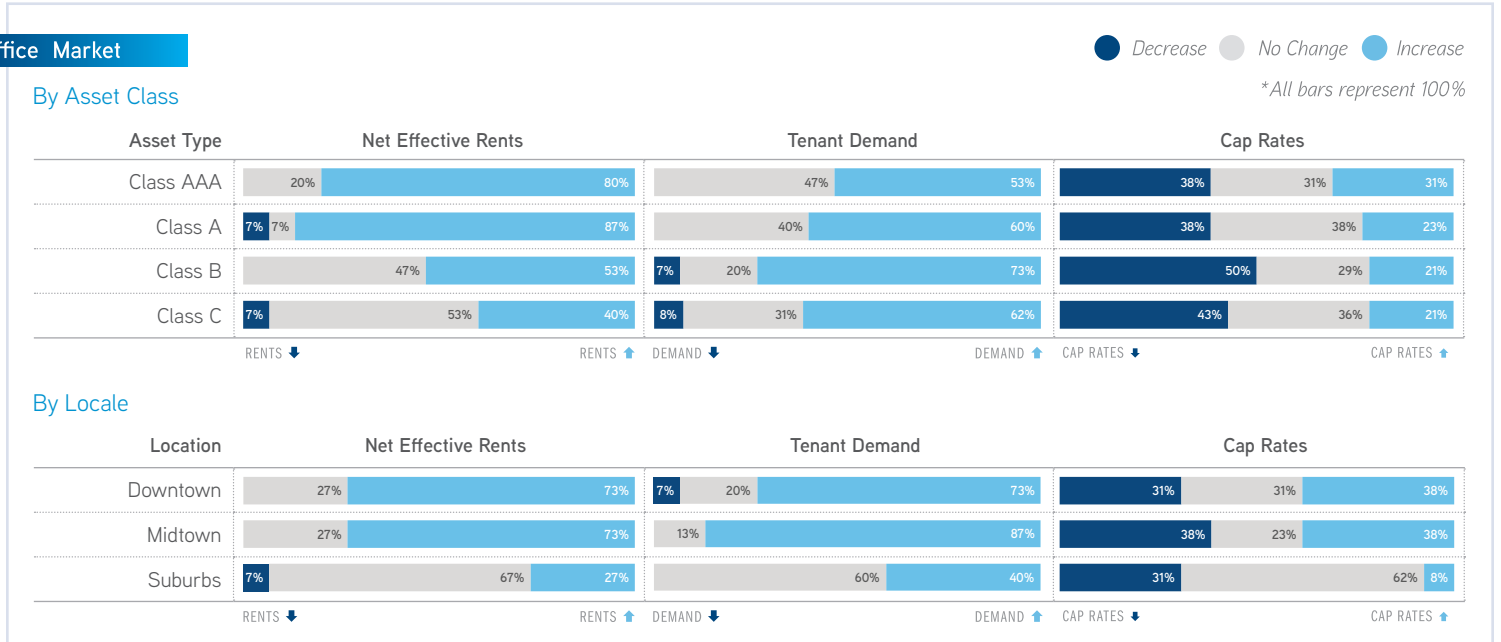 ffice Market
Decrease No Change Increase
*All bars represent 100%
By Asset Class
Asset Type Net Effective Rents Tenant Demand Cap Rates
Class AAA 20% 80% 47% 53% 38% 31% 31%
Class A 7% 7% 87% 40% 60% 38% 38% 23%
Class B 47% 53% 7% 20% 73% 50% 29% 21%
Class C 7% 53% 40% 8% 31% 62% 43% 36% 21%
RENTS RENTS DEMAND DEMAND CAP RATES CAP RATES
By Locale
Location Net Effective Rents Tenant Demand Cap Rates
Downtown 27% 73% 7% 20% 73% 31% 31% 38%
Midtown 27% 73% 13% 87% 38% 23% 38%
Suburbs 7% 67% 27% 60% 40% 31% 62% 8%
RENTS RENTS DEMAND DEMAND CAP RATES CAP RATES